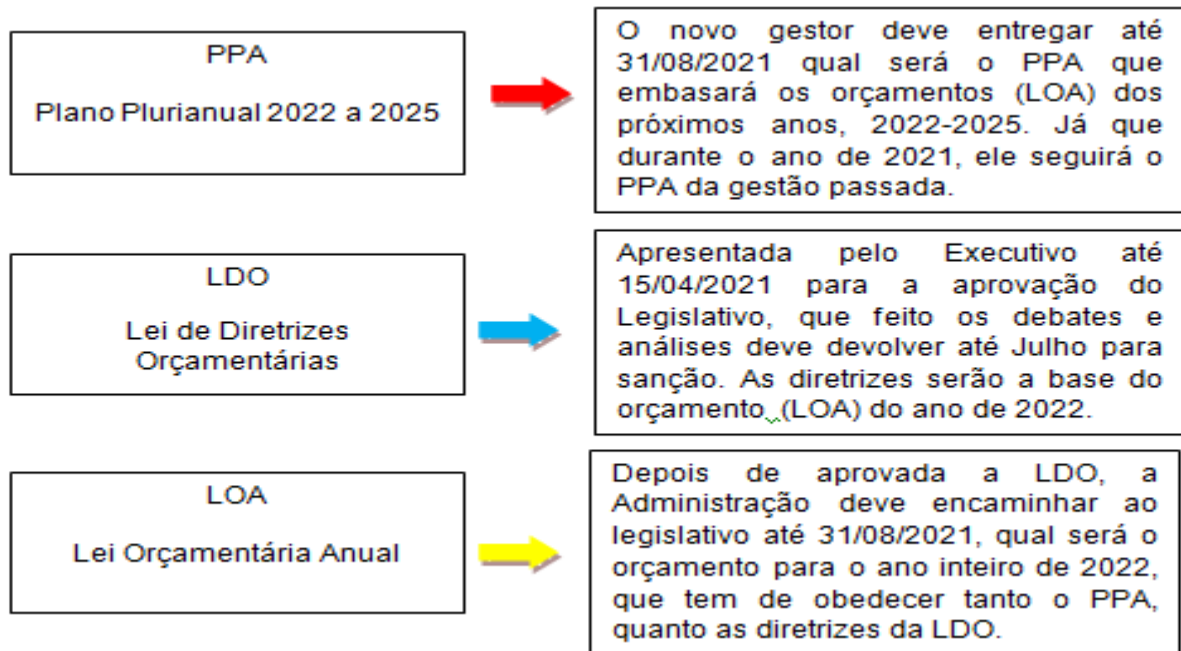 PPA
Plano Plurianual 2022 a 2025
O novo gestor deve entregar até
31/08/2021 qual será o PPA que
embasará os orçamentos (LOA) dos
próximos anos, 2022-2025. Já que
durante o ano de 2021, ele seguirá o
PPA da gestão passada.
LDO
Lei de Diretrizes
Orçamentárias
Apresentada pelo Executivo até
15/04/2021 para a aprovação do
Legislativo, que feito os debates e
análises deve devolver até Julho para
sanção. As diretrizes serão a base do
orçamento (LOA) do ano de 2022.
LOA
Lei Orçamentária Anual
Depois de aprovada a LDO, a
Administração deve encaminhar ao
legislativo até 31/08/2021, qual será o
orçamento para o ano inteiro de 2022,
que tem de obedecer tanto o PPA,
quanto as diretrizes da LDO.